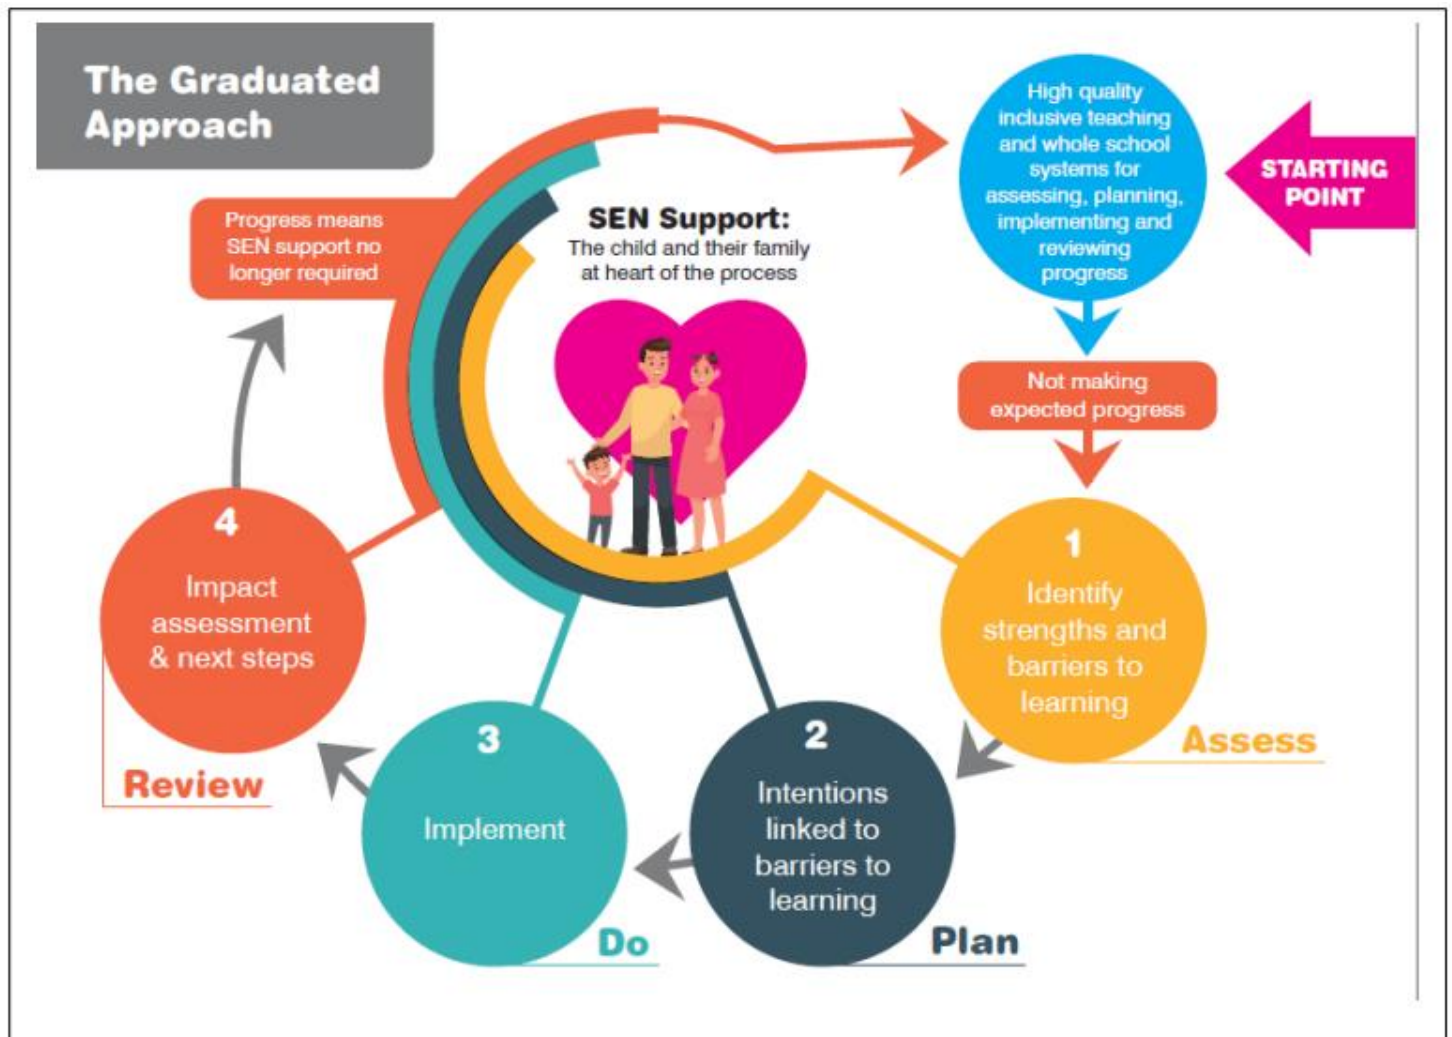 The Graduated
Approach
High quality
inclusive teaching
and whole school
systems for
assessing, planning,
implementing and
reviewing
progress
STARTING
POINT
Progress means
SEN support no
longer required
SEN Support:
The child and their family
at heart of the process
Not making
expected progress
1
Identify
strengths and
barriers to
learning
Assess
2
Intentions
linked to
barriers to
learning
Plan
3
Implement
Do
4
Impact
assessment
& next steps
Review